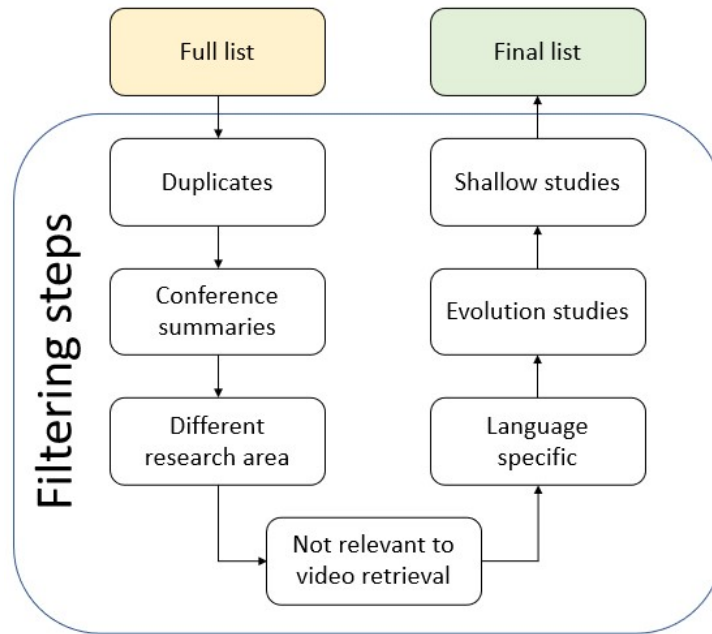 Full list
Final list
Filtering steps
Duplicates
Conference
summaries
Different
research area
Not relevant to
video retrieval
Language
specific
Evolution studies
Shallow studies